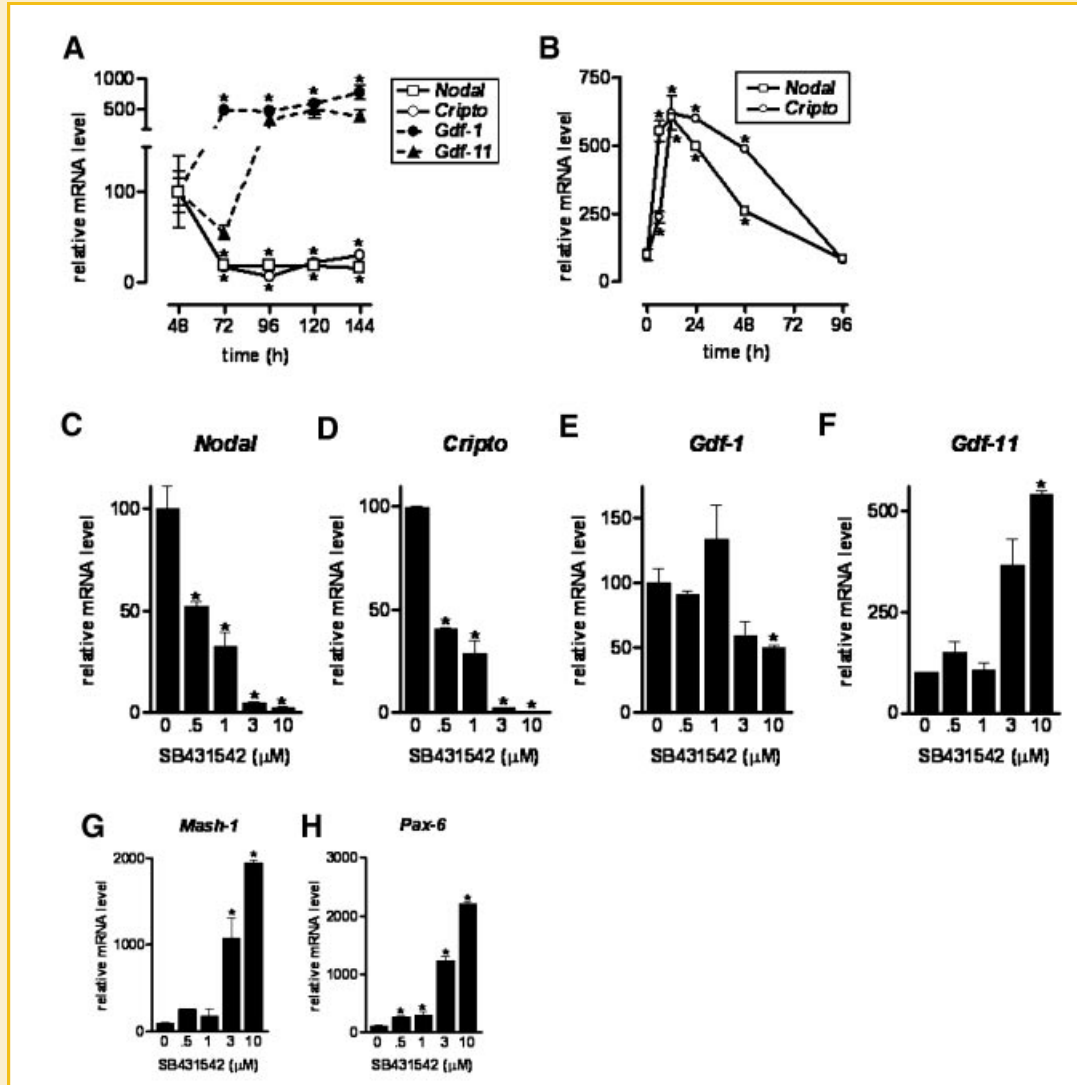 A
relative mRNA level
1000
500
100
0
48 72 96 120 144
time (h)
Nodal
Cripto
Gdf-1
Gdf-11
B
relative mRNA level
750
500
250
0
0 24 48 72 96
time (h)
Nodal
Cripto
C
Nodal
relative mRNA level
100
50
0
0 .5 1 3 10
SB431542 (μM)
D
Cripto
relative mRNA level
100
50
0
0 .5 1 3 10
SB431542 (μM)
E
Gdf-1
relative mRNA level
150
100
50
0
0 .5 1 3 10
SB431542 (μM)
F
Gdf-11
relative mRNA level
500
250
0
0 .5 1 3 10
SB431542 (μM)
G
Mash-1
relative mRNA level
2000
1000
0
0 .5 1 3 10
SB431542 (μM)
H
Pax-6
relative mRNA level
3000
2000
1000
0
0 .5 1 3 10
SB431542 (μM)